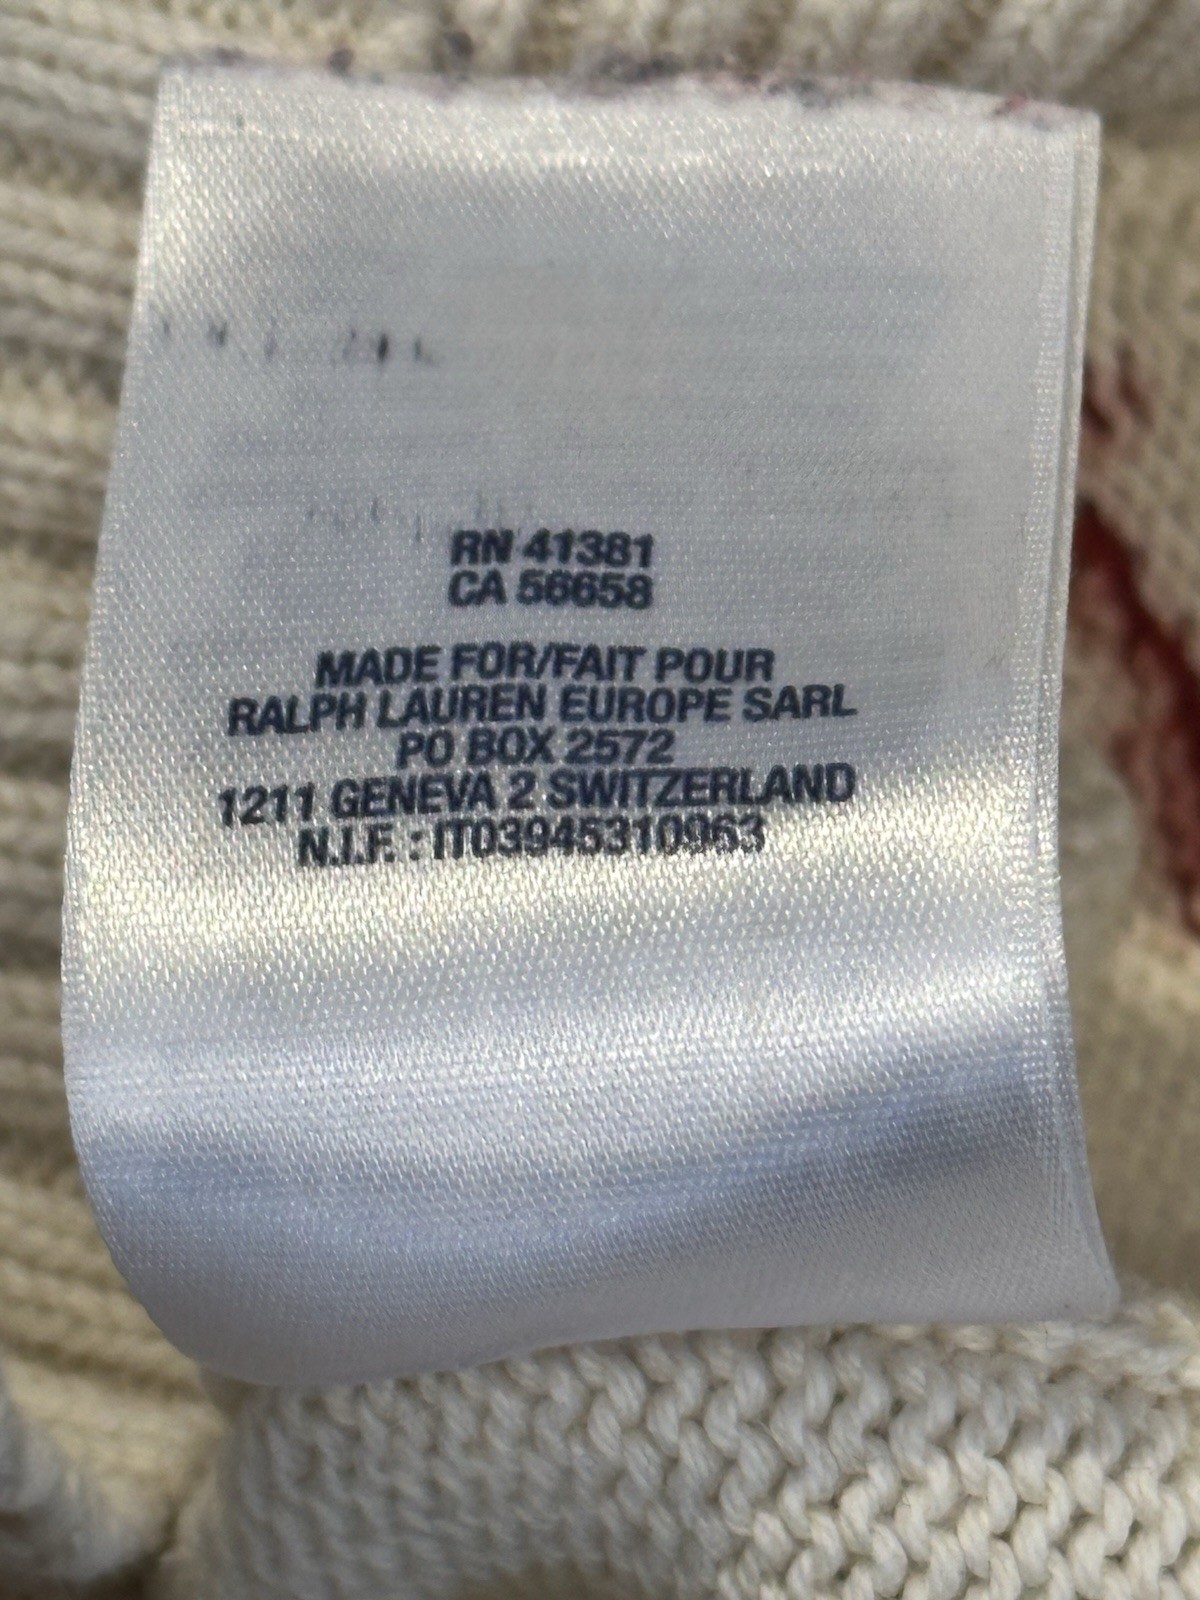 RN 41381
CA 56658
MADE FOR/FAIT POUR
RALPH LAUREN EUROPE SARL
PO BOX 2572
1211 GENEVA 2 SWITZERLAND
N.I.F. : IT03945310963